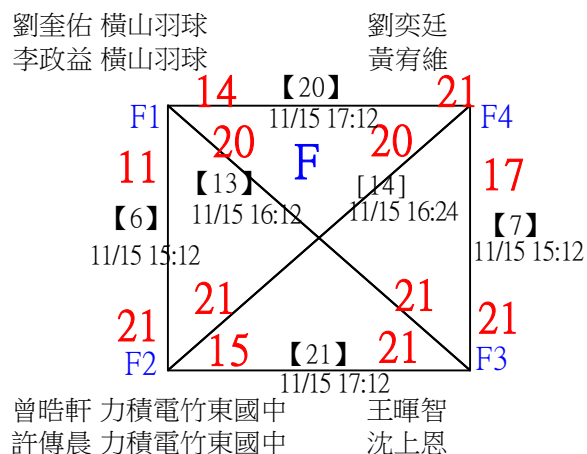 劉奎佑 橫山羽球 劉奕廷
李政益 橫山羽球 黃宥維
14 【20】 21
F1 11/15 17:12 F4
20 F 20
11 【13】 [14] 17
11/15 16:12 11/15 16:24
【6】 【7】
11/15 15:12 11/15 15:12
21 21
21 21
F2 15 【21】 21 F3
11/15 17:12
曾晧軒 力積電竹東國中 王暉智
許傳晨 力積電竹東國中 沈上恩